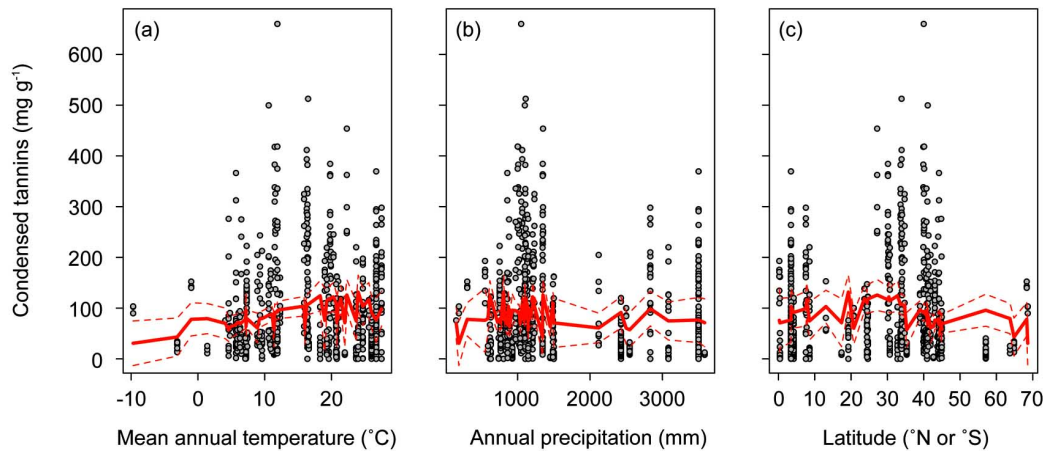 (a) (b) (c)
600
500
400
300
200
100
0
Condensed tannins (mg g⁻¹)
-10 0 10 20 1000 2000 3000 0 10 20 30 40 50 60 70
Mean annual temperature (˚C) Annual precipitation (mm) Latitude (˚N or ˚S)